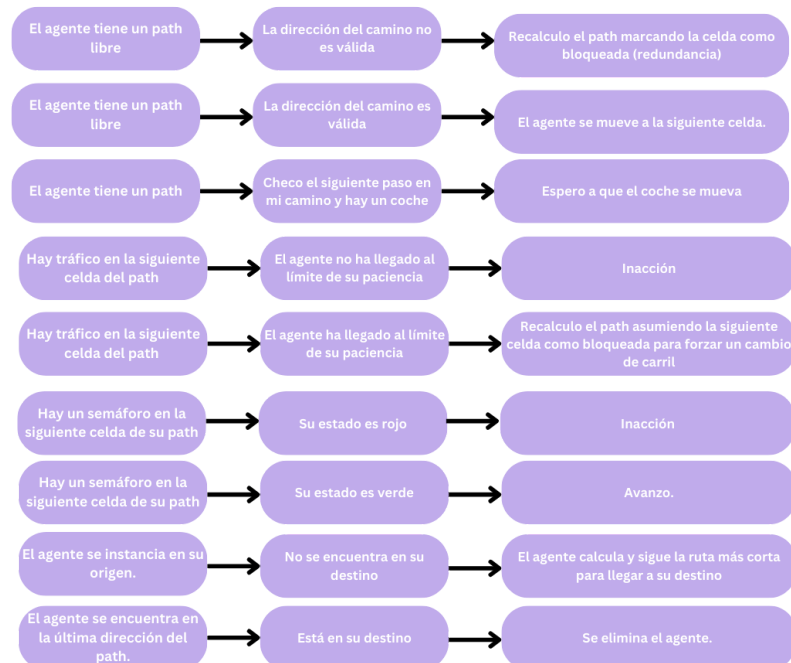 El agente tiene un path
libre
La dirección del camino no
es válida
Recalculo el path marcando la celda como
bloqueada (redundancia)
El agente tiene un path
libre
La dirección del camino es
válida
El agente se mueve a la siguiente celda.
El agente tiene un path
Checo el siguiente paso en
mi camino y hay un coche
Espero a que el coche se mueva
Hay tráfico en la siguiente
celda del path
El agente no ha llegado al
límite de su paciencia
Inacción
Hay tráfico en la siguiente
celda del path
El agente ha llegado al límite
de su paciencia
Recalculo el path asumiendo la siguiente
celda como bloqueada para forzar un cambio
de carril
Hay un semáforo en la
siguiente celda de su path
Su estado es rojo
Inacción
Hay un semáforo en la
siguiente celda de su path
Su estado es verde
Avanzo.
El agente se instancia en su
origen.
No se encuentra en su
destino
El agente calcula y sigue la ruta más corta
para llegar a su destino
El agente se encuentra en
la última dirección del
path.
Está en su destino
Se elimina el agente.